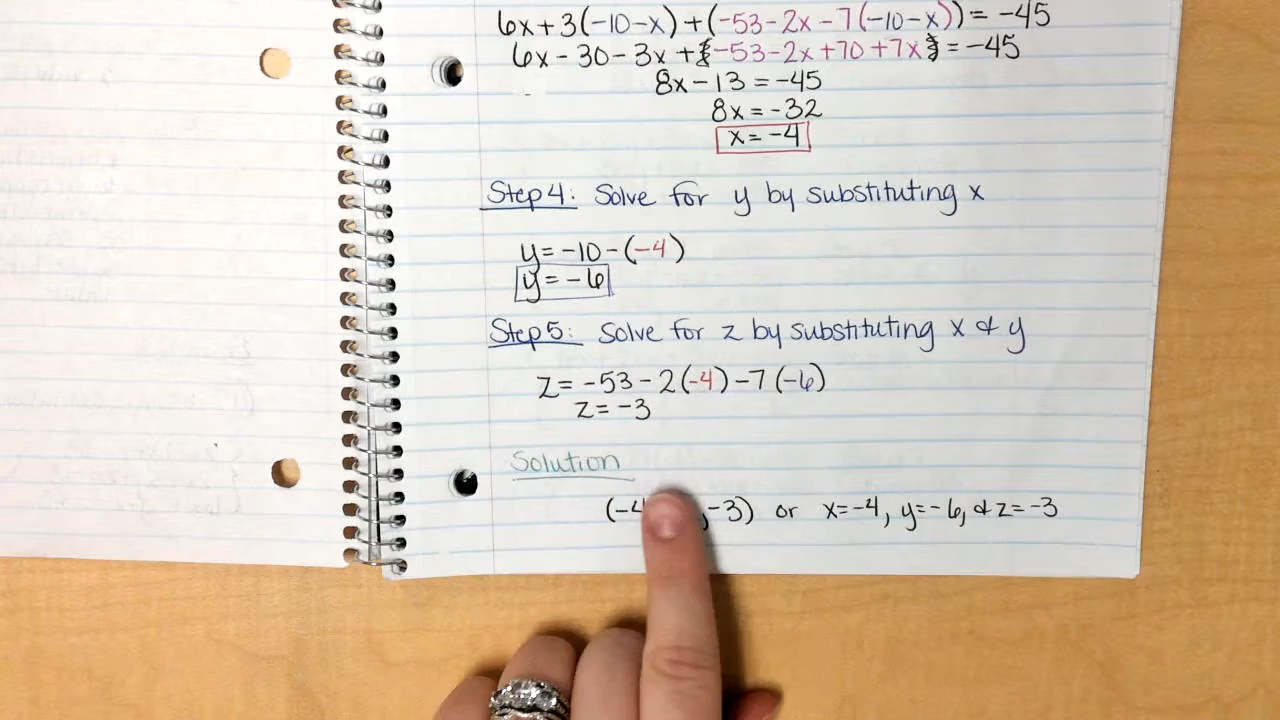 6x+3(-10-x)+(-53-2x-7(-10-x))=-45
6x-30-3x+{-53-2x+70+7x}=-45
8x-13=-45
8x=-32
x=-4
Step 4: Solve for y by substituting x
y=-10-(-4)
y=-6
Step 5: Solve for z by substituting x & y
z=-53-2(-4)-7(-6)
z=-3
Solution
(-4 ,-3) or x=-4, y=-6, & z=-3